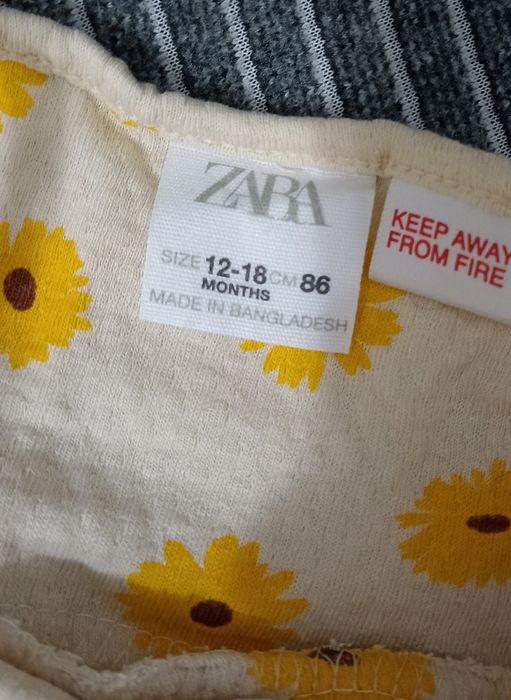 ZARA
SIZE 12-18 CM 86
MONTHS
MADE IN BANGLADESH
KEEP AWAY
FROM FIRE